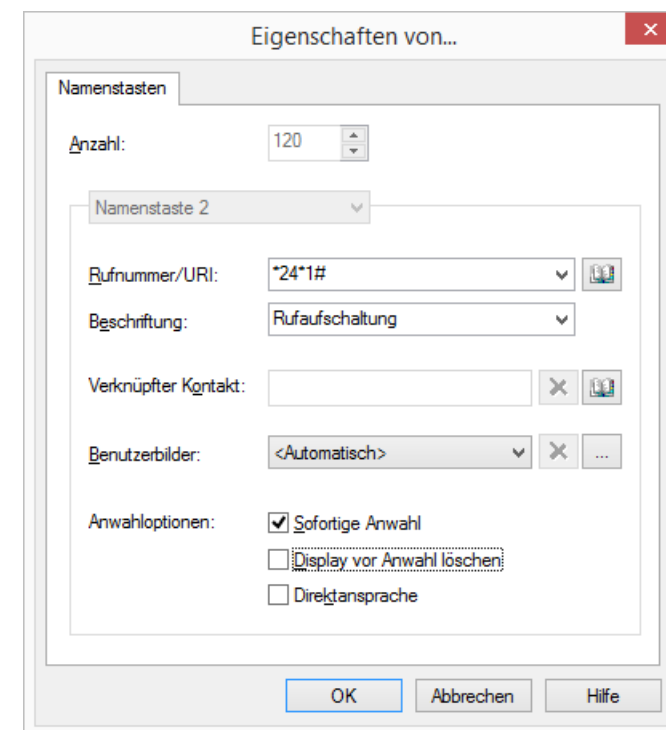 Eigenschaften von...
Namenstasten
Anzahl: 120
Namenstaste 2
Rufnummer/URI: *24*1#
Beschriftung: Rufaufschaltung
Verknüpfter Kontakt:
Benutzerbilder: <Automatisch> ...
Anwahloptionen: Sofortige Anwahl
Display vor Anwahl löschen
Direktansprache
OK Abbrechen Hilfe